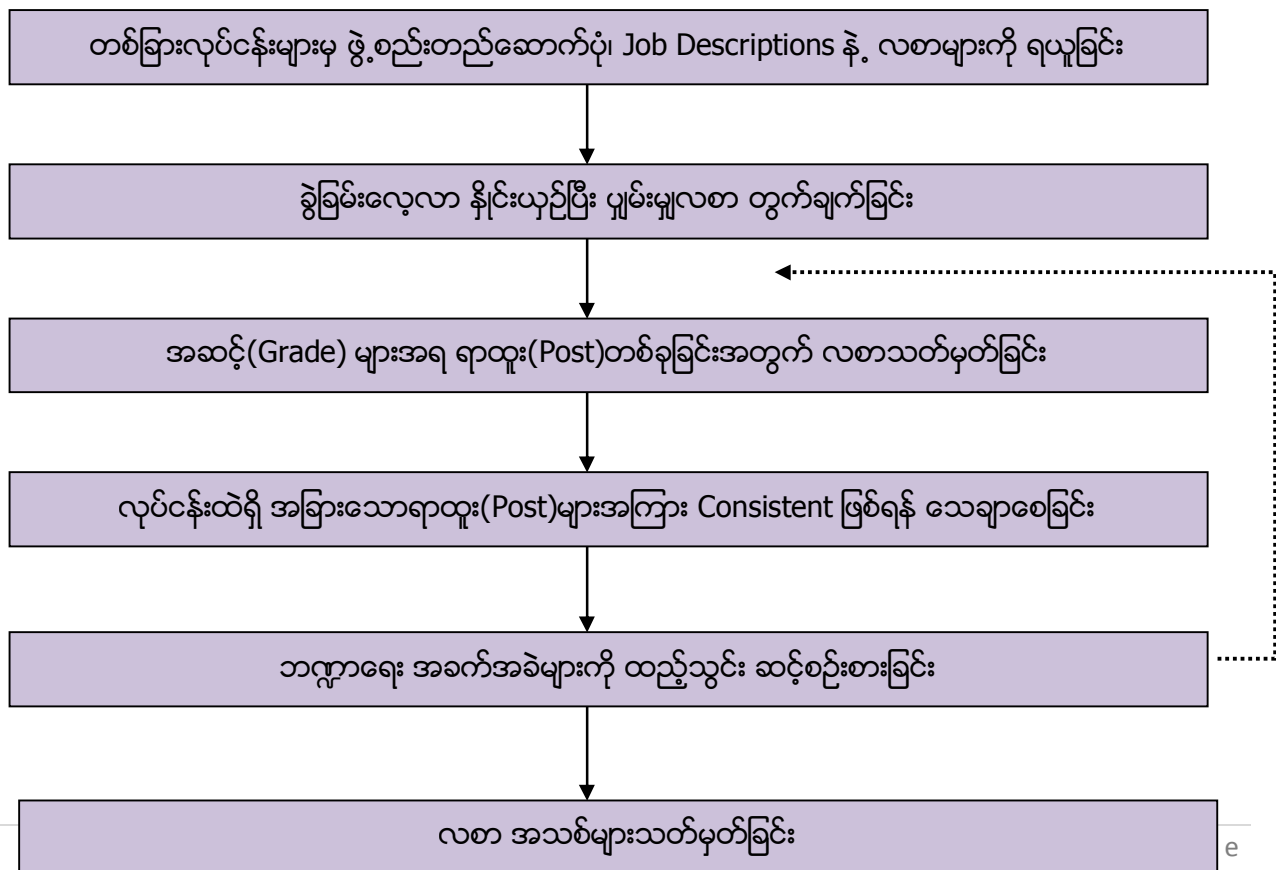 တစ်ခြားလုပ်ငန်းများမှ ဖွဲ့စည်းတည်ဆောက်ပုံ၊ Job Descriptions နဲ့ လစာများကို ရယူခြင်း
ခွဲခြမ်းလေ့လာ နှိုင်းယှဉ်ပြီး ပျှမ်းမျှလစာ တွက်ချက်ခြင်း
အဆင့်(Grade) များအရ ရာထူး(Post)တစ်ခုခြင်းအတွက် လစာသတ်မှတ်ခြင်း
လုပ်ငန်းထဲရှိ အခြားသောရာထူး(Post)များအကြား Consistent ဖြစ်ရန် သေချာစေခြင်း
ဘဏ္ဍာရေး အခက်အခဲများကို ထည့်သွင်း ဆင့်စဉ်းစားခြင်း
လစာ အသစ်များသတ်မှတ်ခြင်း
e